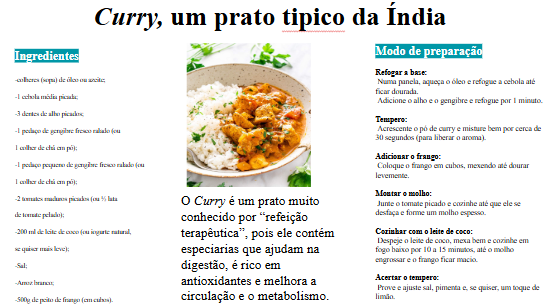 Curry, um prato tipico da Índia
Ingredientes
-colheres (sopa) de óleo ou azeite;
-1 cebola média picada;
-3 dentes de alho picados;
-1 pedaço de gengibre fresco ralado (ou
1 colher de chá em pó);
-1 pedaço pequeno de gengibre fresco ralado (ou
1 colher de chá em pó);
-2 tomates maduros picados (ou ½ lata
de tomate pelado);
-200 ml de leite de coco (ou iogurte natural,
se quiser mais leve);
-Sal;
-Arroz branco;
-500g de peito de frango (em cubos).
O Curry é um prato muito
conhecido por “refeição
terapêutica”, pois ele contém
especiarias que ajudam na
digestão, é rico em
antioxidantes e melhora a
circulação e o metabolismo.
Modo de preparação
Refogar a base:
Numa panela, aqueça o óleo e refogue a cebola até
ficar dourada.
Adicione o alho e o gengibre e refogue por 1 minuto.
Tempero:
Acrescente o pó de curry e misture bem por cerca de
30 segundos (para liberar o aroma).
Adicionar o frango:
Coloque o frango em cubos, mexendo até dourar
levemente.
Montar o molho:
Junte o tomate picado e cozinhe até que ele se
desfaça e forme um molho espesso.
Cozinhar com o leite de coco:
Despeje o leite de coco, mexa bem e cozinhe em
fogo baixo por 10 a 15 minutos, até o molho
engrossar e o frango ficar macio.
Acertar o tempero:
Prove e ajuste sal, pimenta e, se quiser, um toque de
limão.